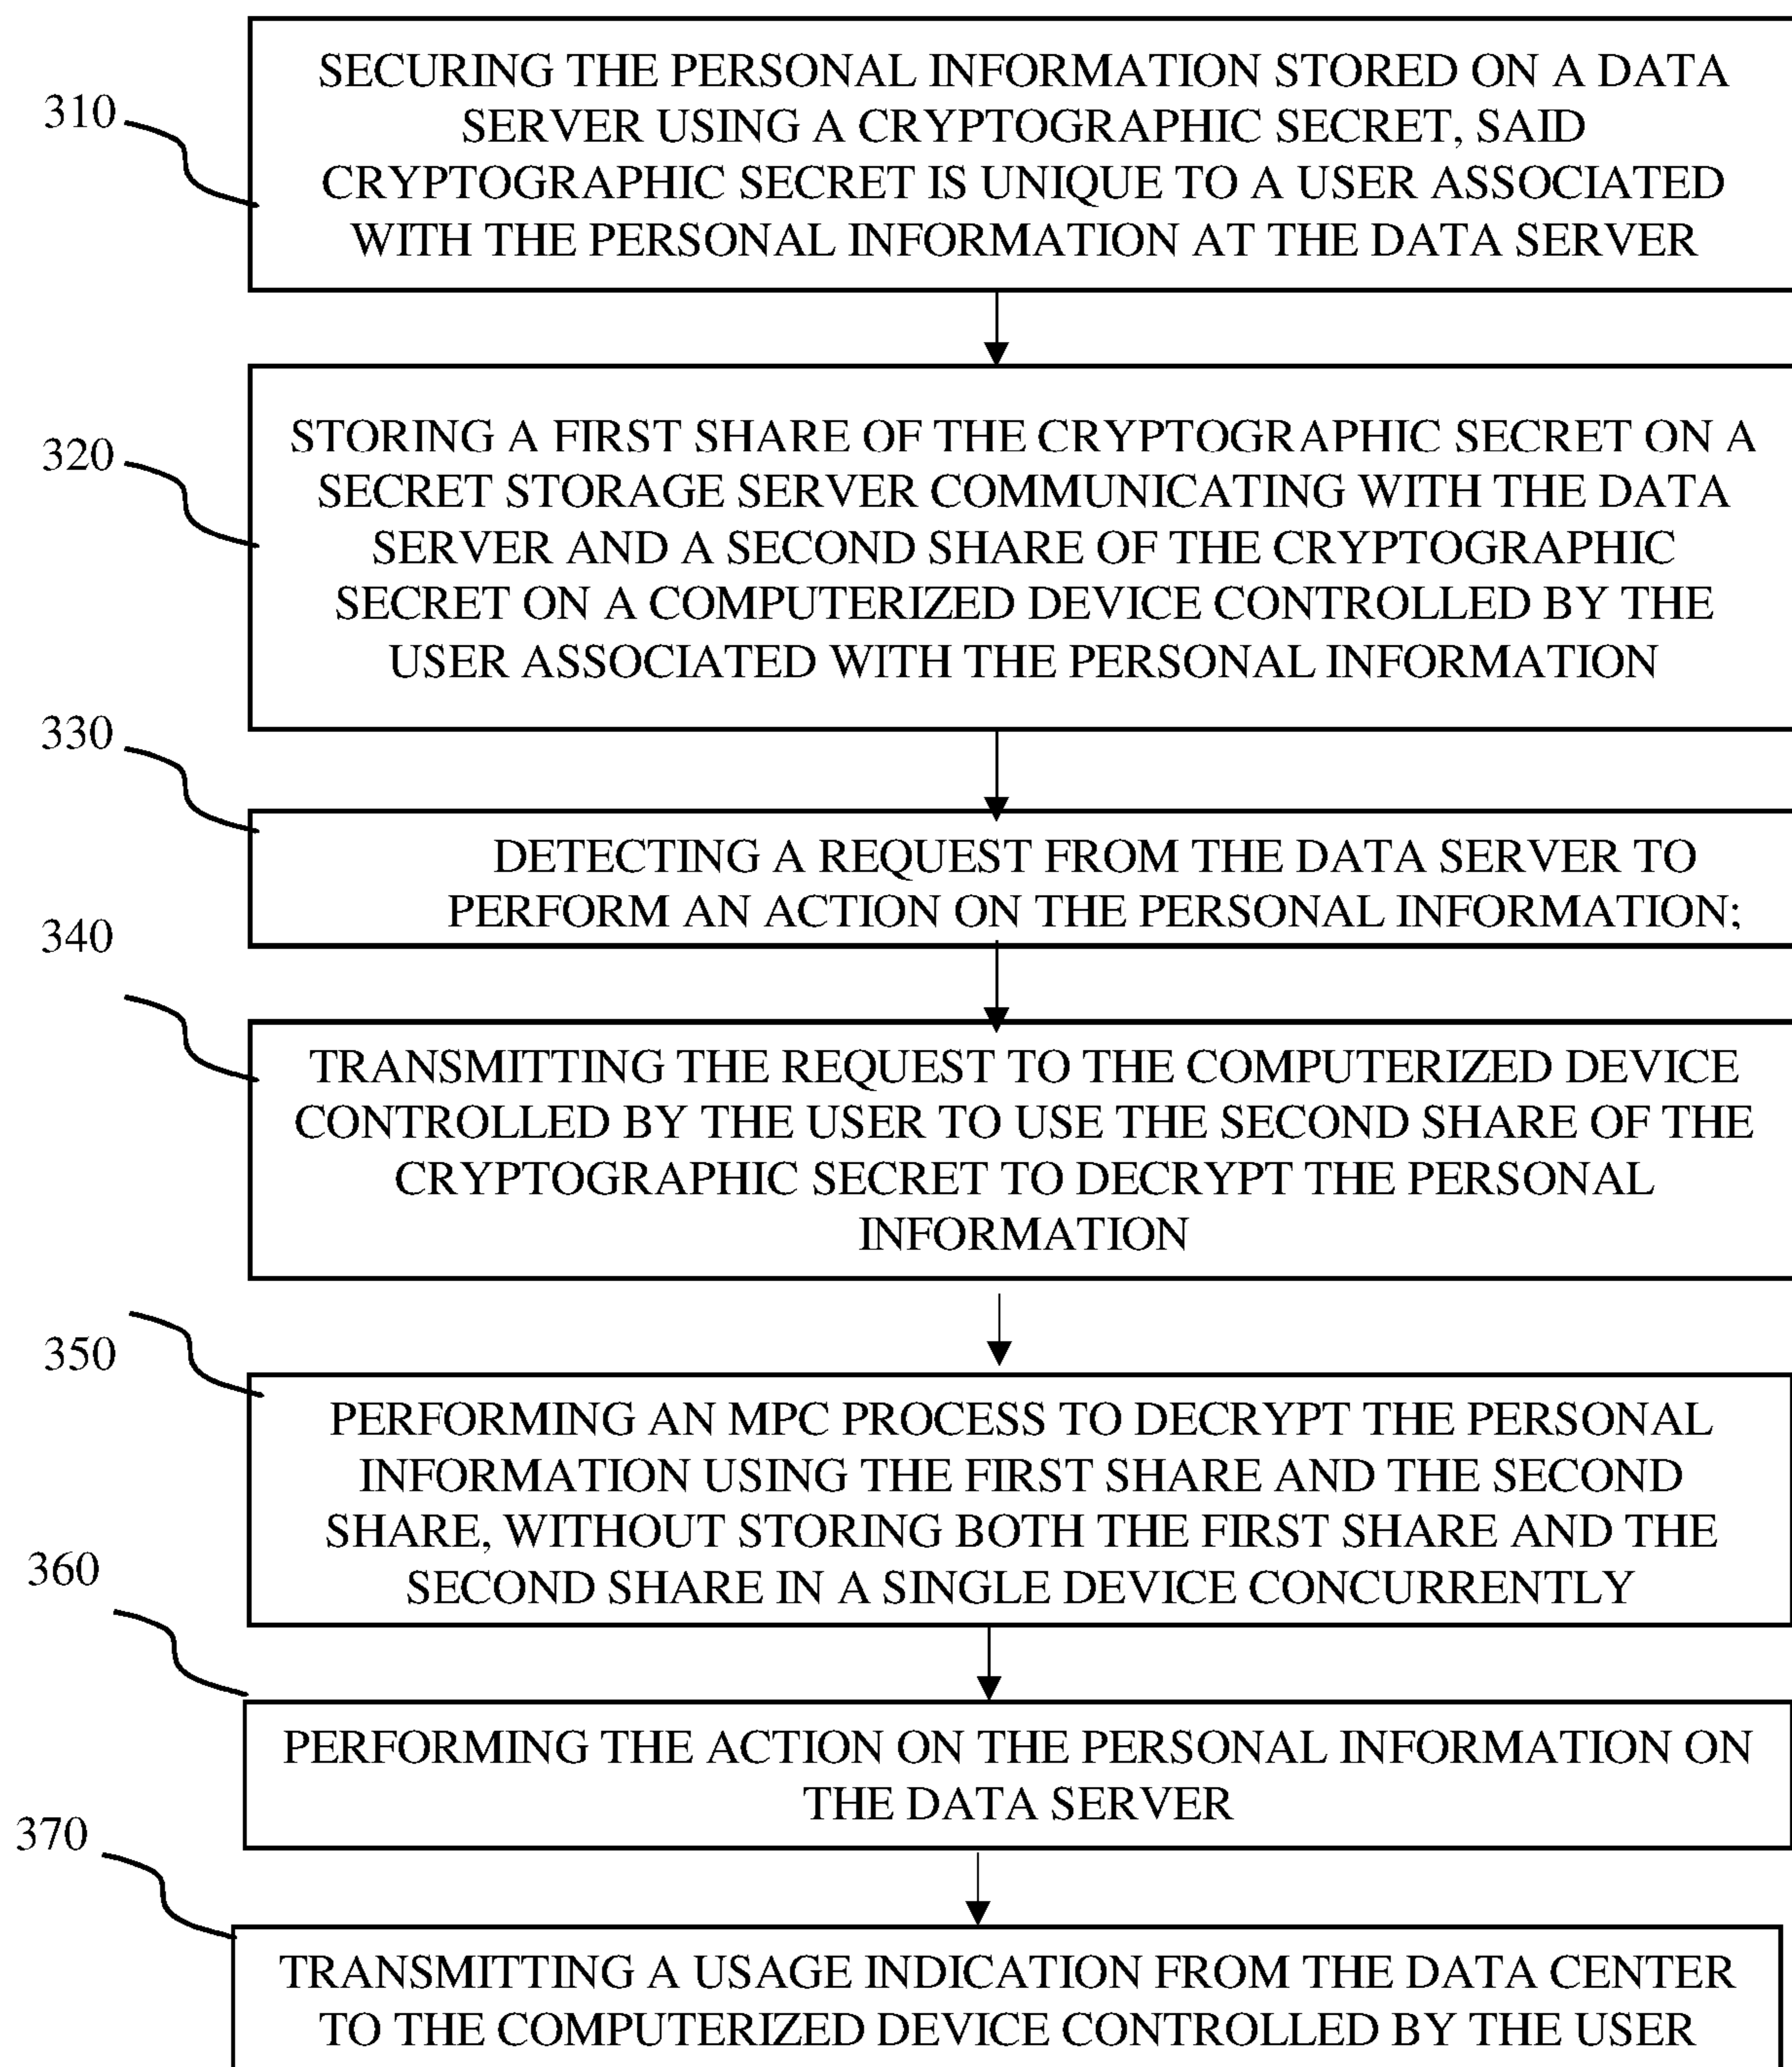 310
SECURING THE PERSONAL INFORMATION STORED ON A DATA
SERVER USING A CRYPTOGRAPHIC SECRET, SAID
CRYPTOGRAPHIC SECRET IS UNIQUE TO A USER ASSOCIATED
WITH THE PERSONAL INFORMATION AT THE DATA SERVER
320
STORING A FIRST SHARE OF THE CRYPTOGRAPHIC SECRET ON A
SECRET STORAGE SERVER COMMUNICATING WITH THE DATA
SERVER AND A SECOND SHARE OF THE CRYPTOGRAPHIC
SECRET ON A COMPUTERIZED DEVICE CONTROLLED BY THE
USER ASSOCIATED WITH THE PERSONAL INFORMATION
330
DETECTING A REQUEST FROM THE DATA SERVER TO
PERFORM AN ACTION ON THE PERSONAL INFORMATION;
340
TRANSMITTING THE REQUEST TO THE COMPUTERIZED DEVICE
CONTROLLED BY THE USER TO USE THE SECOND SHARE OF THE
CRYPTOGRAPHIC SECRET TO DECRYPT THE PERSONAL
INFORMATION
350
PERFORMING AN MPC PROCESS TO DECRYPT THE PERSONAL
INFORMATION USING THE FIRST SHARE AND THE SECOND
SHARE, WITHOUT STORING BOTH THE FIRST SHARE AND THE
SECOND SHARE IN A SINGLE DEVICE CONCURRENTLY
360
PERFORMING THE ACTION ON THE PERSONAL INFORMATION ON
THE DATA SERVER
370
TRANSMITTING A USAGE INDICATION FROM THE DATA CENTER
TO THE COMPUTERIZED DEVICE CONTROLLED BY THE USER